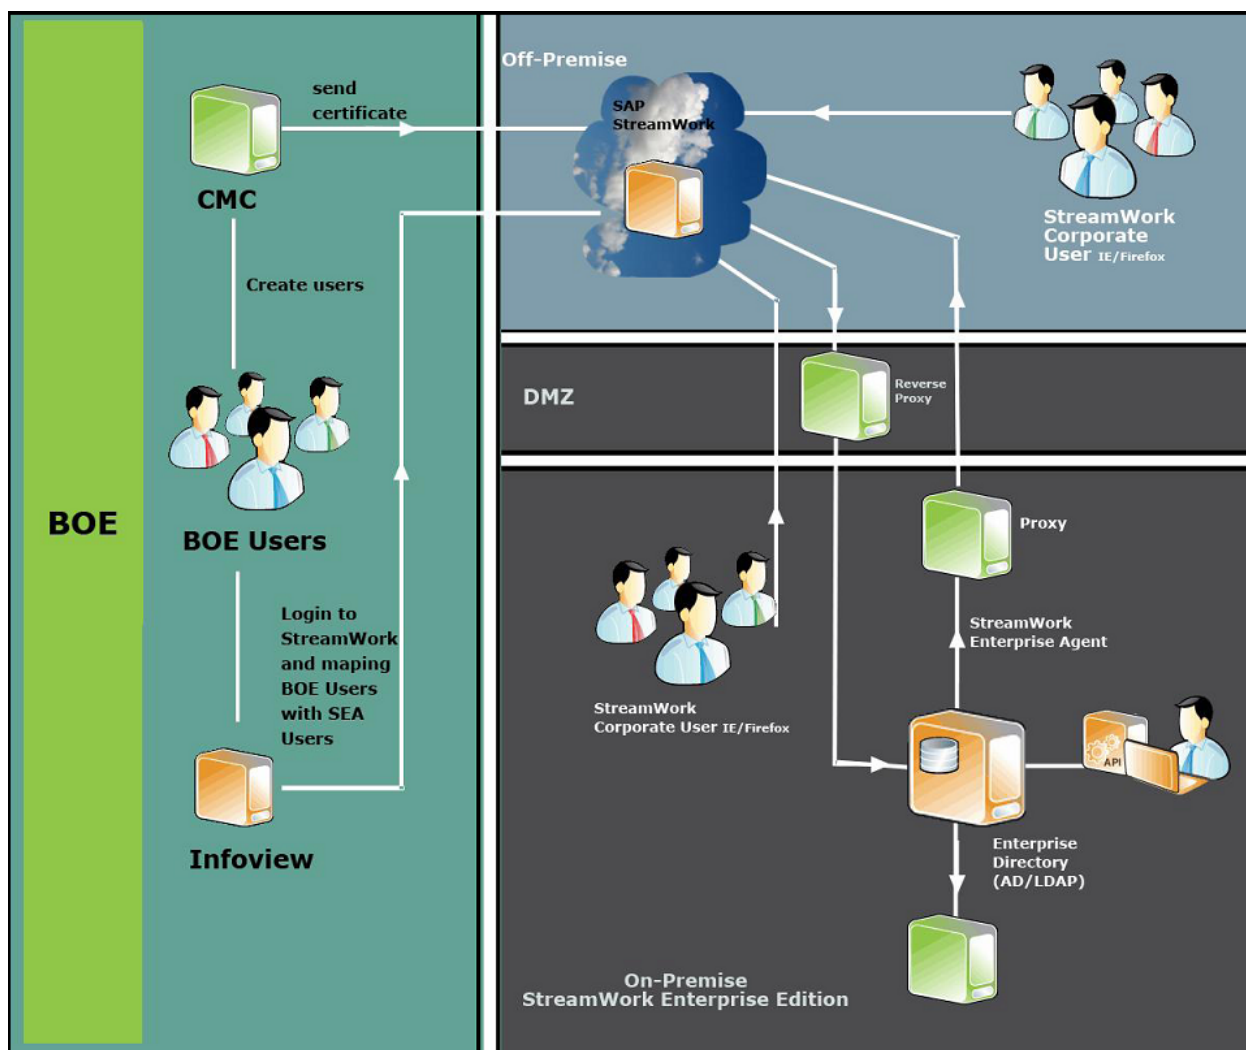 BOE
send
certificate
CMC
Create users
BOE Users
Login to
StreamWork
and maping
BOE Users
with SEA
Users
Infoview
Off-Premise
SAP
StreamWork
StreamWork
Corporate
User IE/Firefox
DMZ
Reverse
Proxy
Proxy
StreamWork
Enterprise Agent
StreamWork
Corporate User IE/Firefox
API
Enterprise
Directory
(AD/LDAP)
On-Premise
StreamWork Enterprise Edition